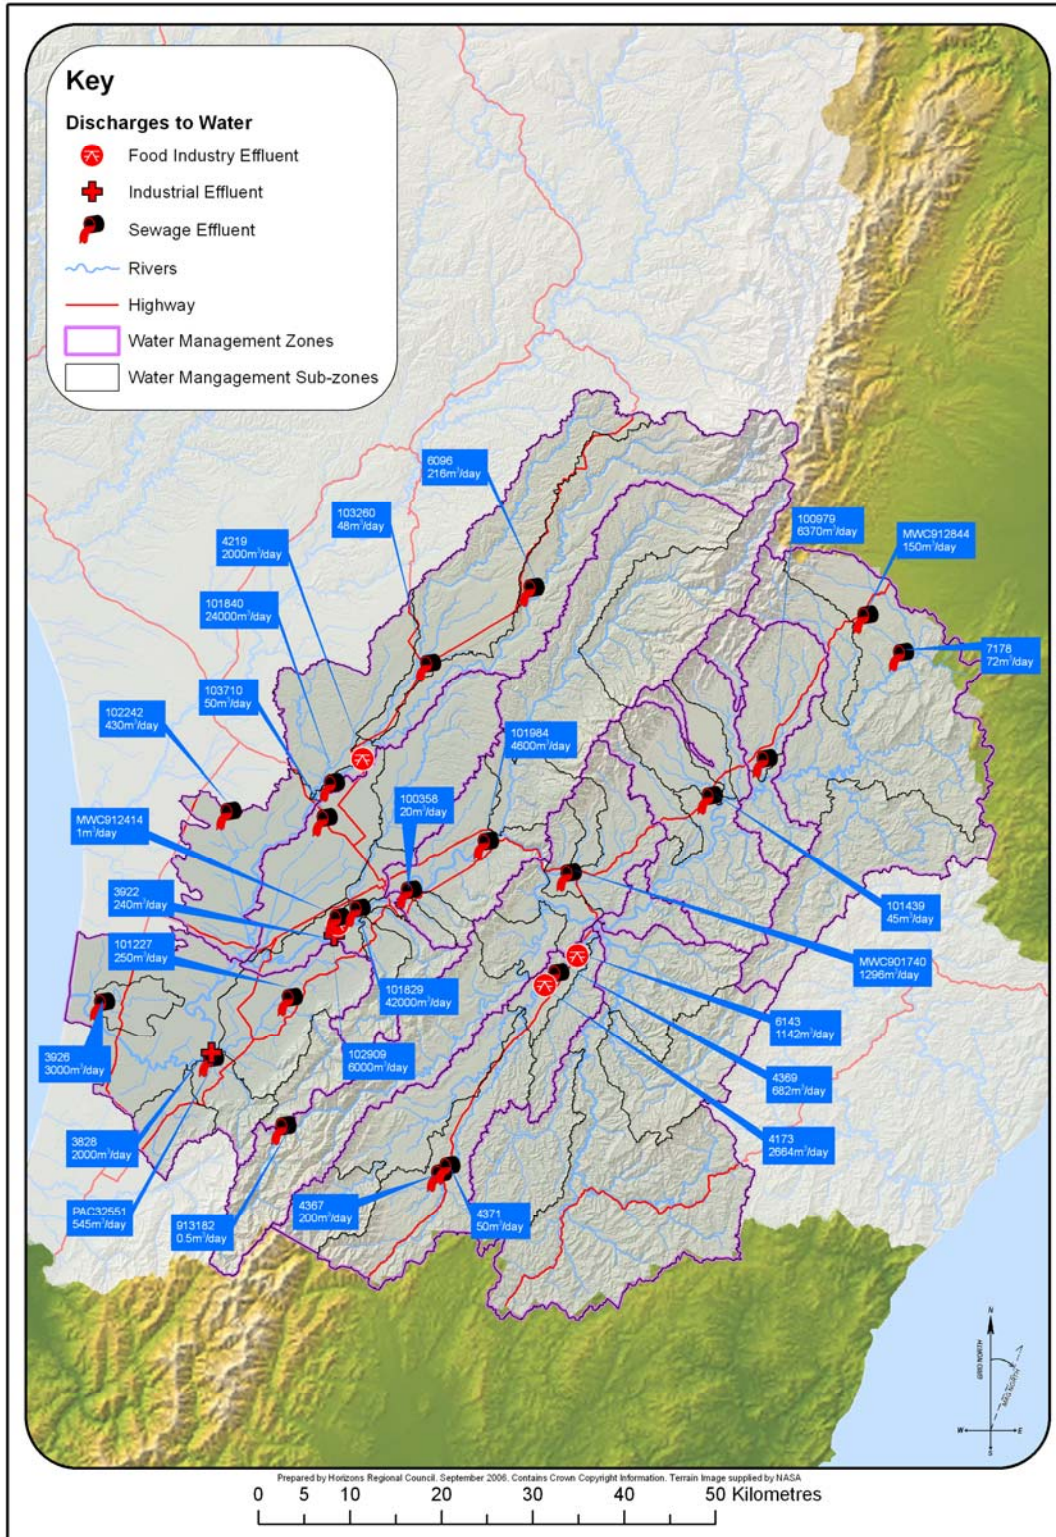 Key
Discharges to Water
Food Industry Effluent
Industrial Effluent
Sewage Effluent
Rivers
Highway
Water Management Zones
Water Mangagement Sub-zones
6096
216m³/day
103260
48m³/day
4219
2000m³/day
101840
24000m³/day
103710
50m³/day
102242
430m³/day
MWC912414
1m³/day
3922
240m³/day
101227
250m³/day
3926
3000m³/day
3828
2000m³/day
PAC32551
545m³/day
913182
0.5m³/day
100979
6370m³/day
MWC912844
150m³/day
7178
72m³/day
101984
4600m³/day
100358
20m³/day
101439
45m³/day
MWC901740
1296m³/day
101829
42000m³/day
102909
6000m³/day
6143
1142m³/day
4369
682m³/day
4173
2664m³/day
4367
200m³/day
4371
50m³/day
N
GRID NORTH
MAG NORTH
W
E
S
Prepared by Horizons Regional Council. September 2006. Contains Crown Copyright Information. Terrain Image supplied by NASA
0 5 10 20 30 40 50 Kilometres